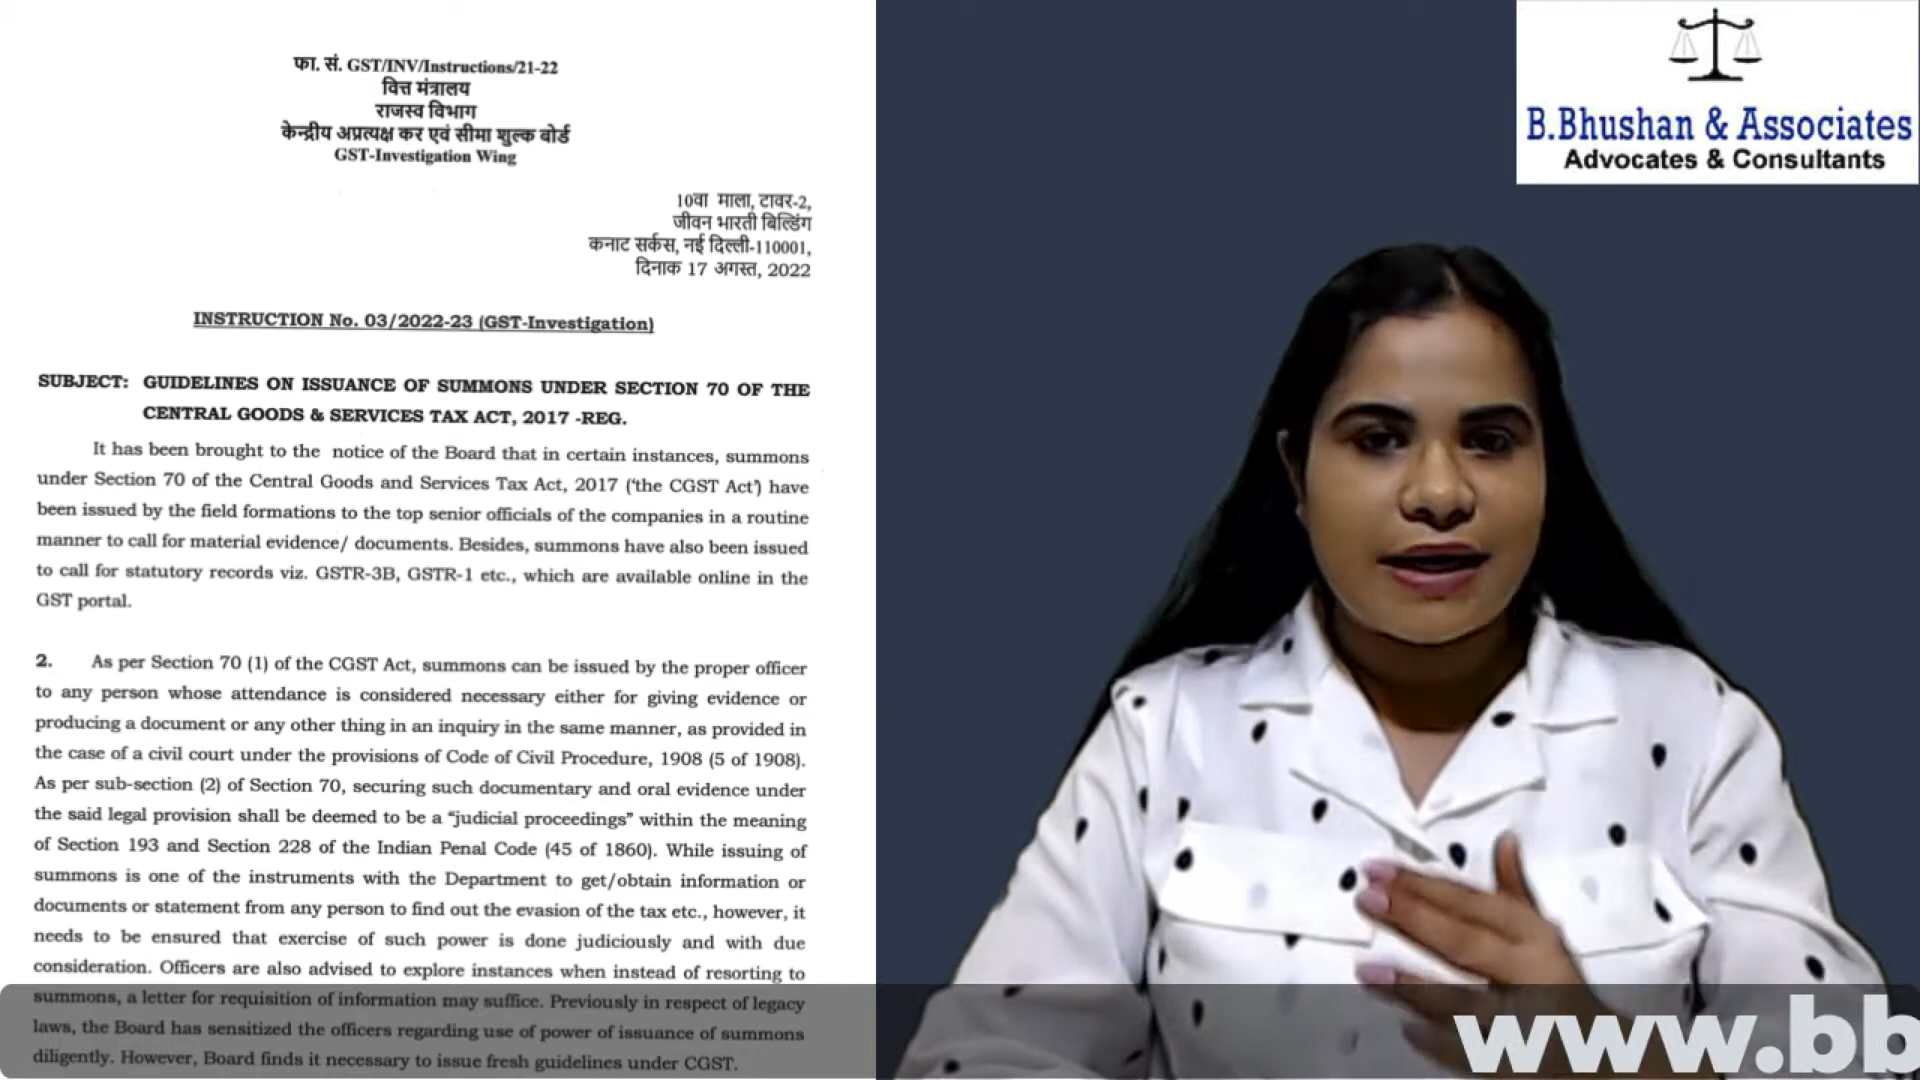 फा. सं. GST/INV/Instructions/21-22
वित्त मंत्रालय
राजस्व विभाग
केन्द्रीय अप्रत्यक्ष कर एवं सीमा शुल्क बोर्ड
GST-Investigation Wing
10वा माला, टावर-2,
जीवन भारती बिल्डिंग
कनाट सर्कस, नई दिल्ली-110001,
दिनाक 17 अगस्त, 2022
INSTRUCTION No. 03/2022-23 (GST-Investigation)
SUBJECT: GUIDELINES ON ISSUANCE OF SUMMONS UNDER SECTION 70 OF THE
CENTRAL GOODS & SERVICES TAX ACT, 2017 -REG.
It has been brought to the notice of the Board that in certain instances, summons
under Section 70 of the Central Goods and Services Tax Act, 2017 ('the CGST Act') have
been issued by the field formations to the top senior officials of the companies in a routine
manner to call for material evidence/ documents. Besides, summons have also been issued
to call for statutory records viz. GSTR-3B, GSTR-1 etc., which are available online in the
GST portal.
2. As per Section 70 (1) of the CGST Act, summons can be issued by the proper officer
to any person whose attendance is considered necessary either for giving evidence or
producing a document or any other thing in an inquiry in the same manner, as provided in
the case of a civil court under the provisions of Code of Civil Procedure, 1908 (5 of 1908).
As per sub-section (2) of Section 70, securing such documentary and oral evidence under
the said legal provision shall be deemed to be a “judicial proceedings” within the meaning
of Section 193 and Section 228 of the Indian Penal Code (45 of 1860). While issuing of
summons is one of the instruments with the Department to get/obtain information or
documents or statement from any person to find out the evasion of the tax etc., however, it
needs to be ensured that exercise of such power is done judiciously and with due
consideration. Officers are also advised to explore instances when instead of resorting to
summons, a letter for requisition of information may suffice. Previously in respect of legacy
laws, the Board has sensitized the officers regarding use of power of issuance of summons
diligently. However, Board finds it necessary to issue fresh guidelines under CGST.
B.Bhushan & Associates
Advocates & Consultants
www.bb